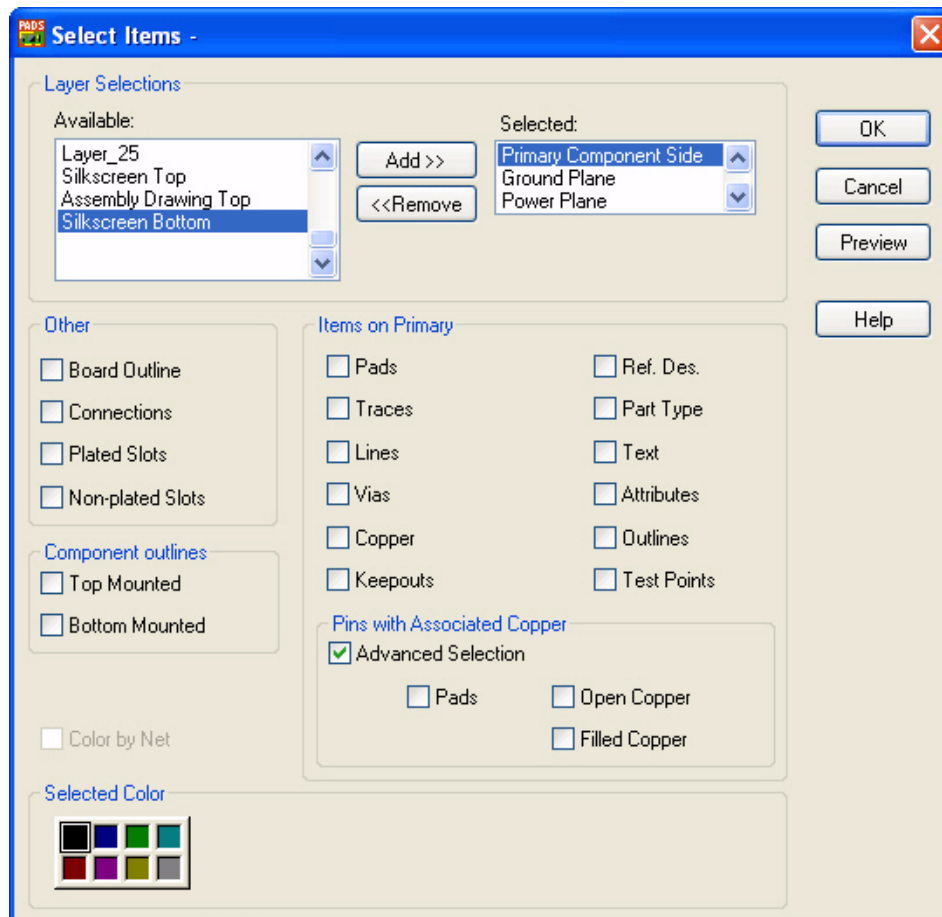 PADS
Select Items -
Layer Selections
Available:
Layer_25
Silkscreen Top
Assembly Drawing Top
Silkscreen Bottom
Add >>
<<Remove
Selected:
Primary Component Side
Ground Plane
Power Plane
OK
Cancel
Preview
Help
Other
Board Outline
Connections
Plated Slots
Non-plated Slots
Component outlines
Top Mounted
Bottom Mounted
Color by Net
Items on Primary
Pads
Traces
Lines
Vias
Copper
Keepouts
Ref. Des.
Part Type
Text
Attributes
Outlines
Test Points
Pins with Associated Copper
Advanced Selection
Pads
Open Copper
Filled Copper
Selected Color